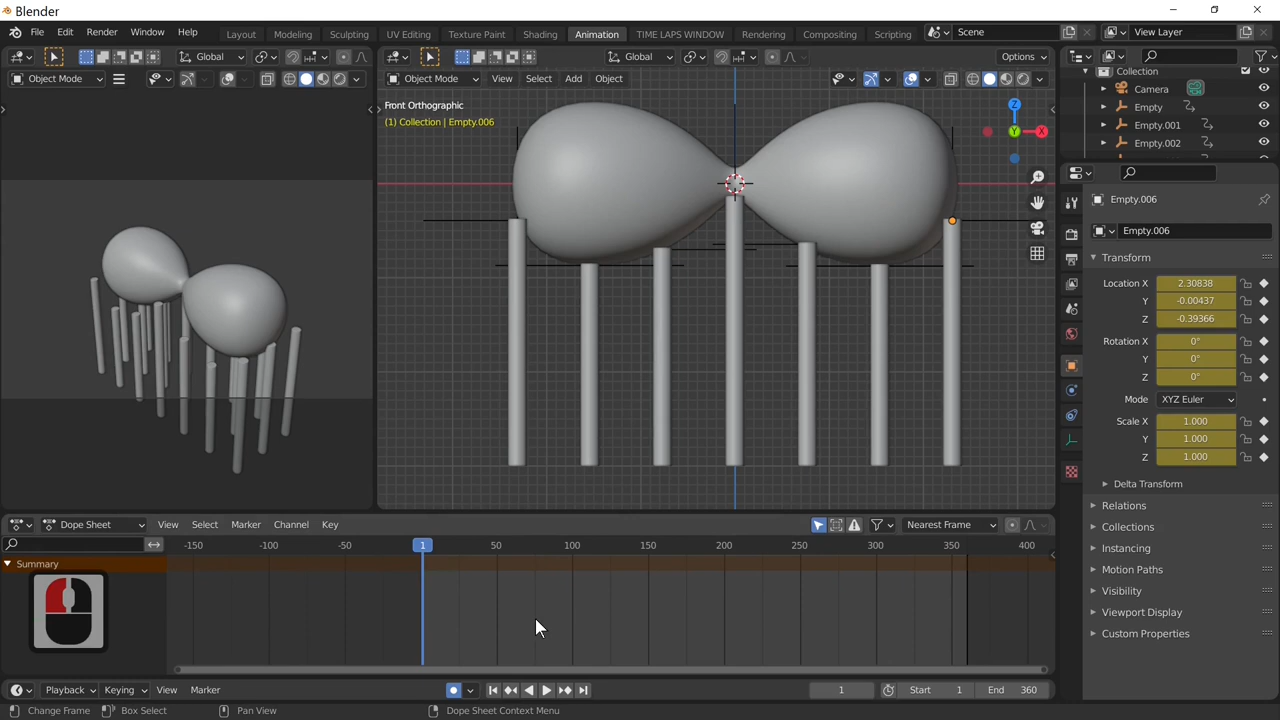 Blender
File Edit Render Window Help Layout Modeling Sculpting UV Editing Texture Paint Shading Animation TIME LAPS WINDOW Rendering Compositing Scripting Scene View Layer
Global Global Options
Object Mode Object Mode View Select Add Object
Collection
Camera
Empty
Empty.001
Empty.002
Front Orthographic
(1) Collection | Empty.006
Z
Y
X
Empty.006
Empty.006
Transform
Location X 2.30838
Y -0.00437
Z -0.39366
Rotation X 0°
Y 0°
Z 0°
Mode XYZ Euler
Scale X 1.000
Y 1.000
Z 1.000
Delta Transform
Relations
Collections
Instancing
Motion Paths
Visibility
Viewport Display
Custom Properties
Dope Sheet View Select Marker Channel Key Nearest Frame
-150 -100 -50 1 50 100 150 200 250 300 350 400
Summary
Playback Keying View Marker 1 Start 1 End 360
Change Frame Box Select Pan View Dope Sheet Context Menu